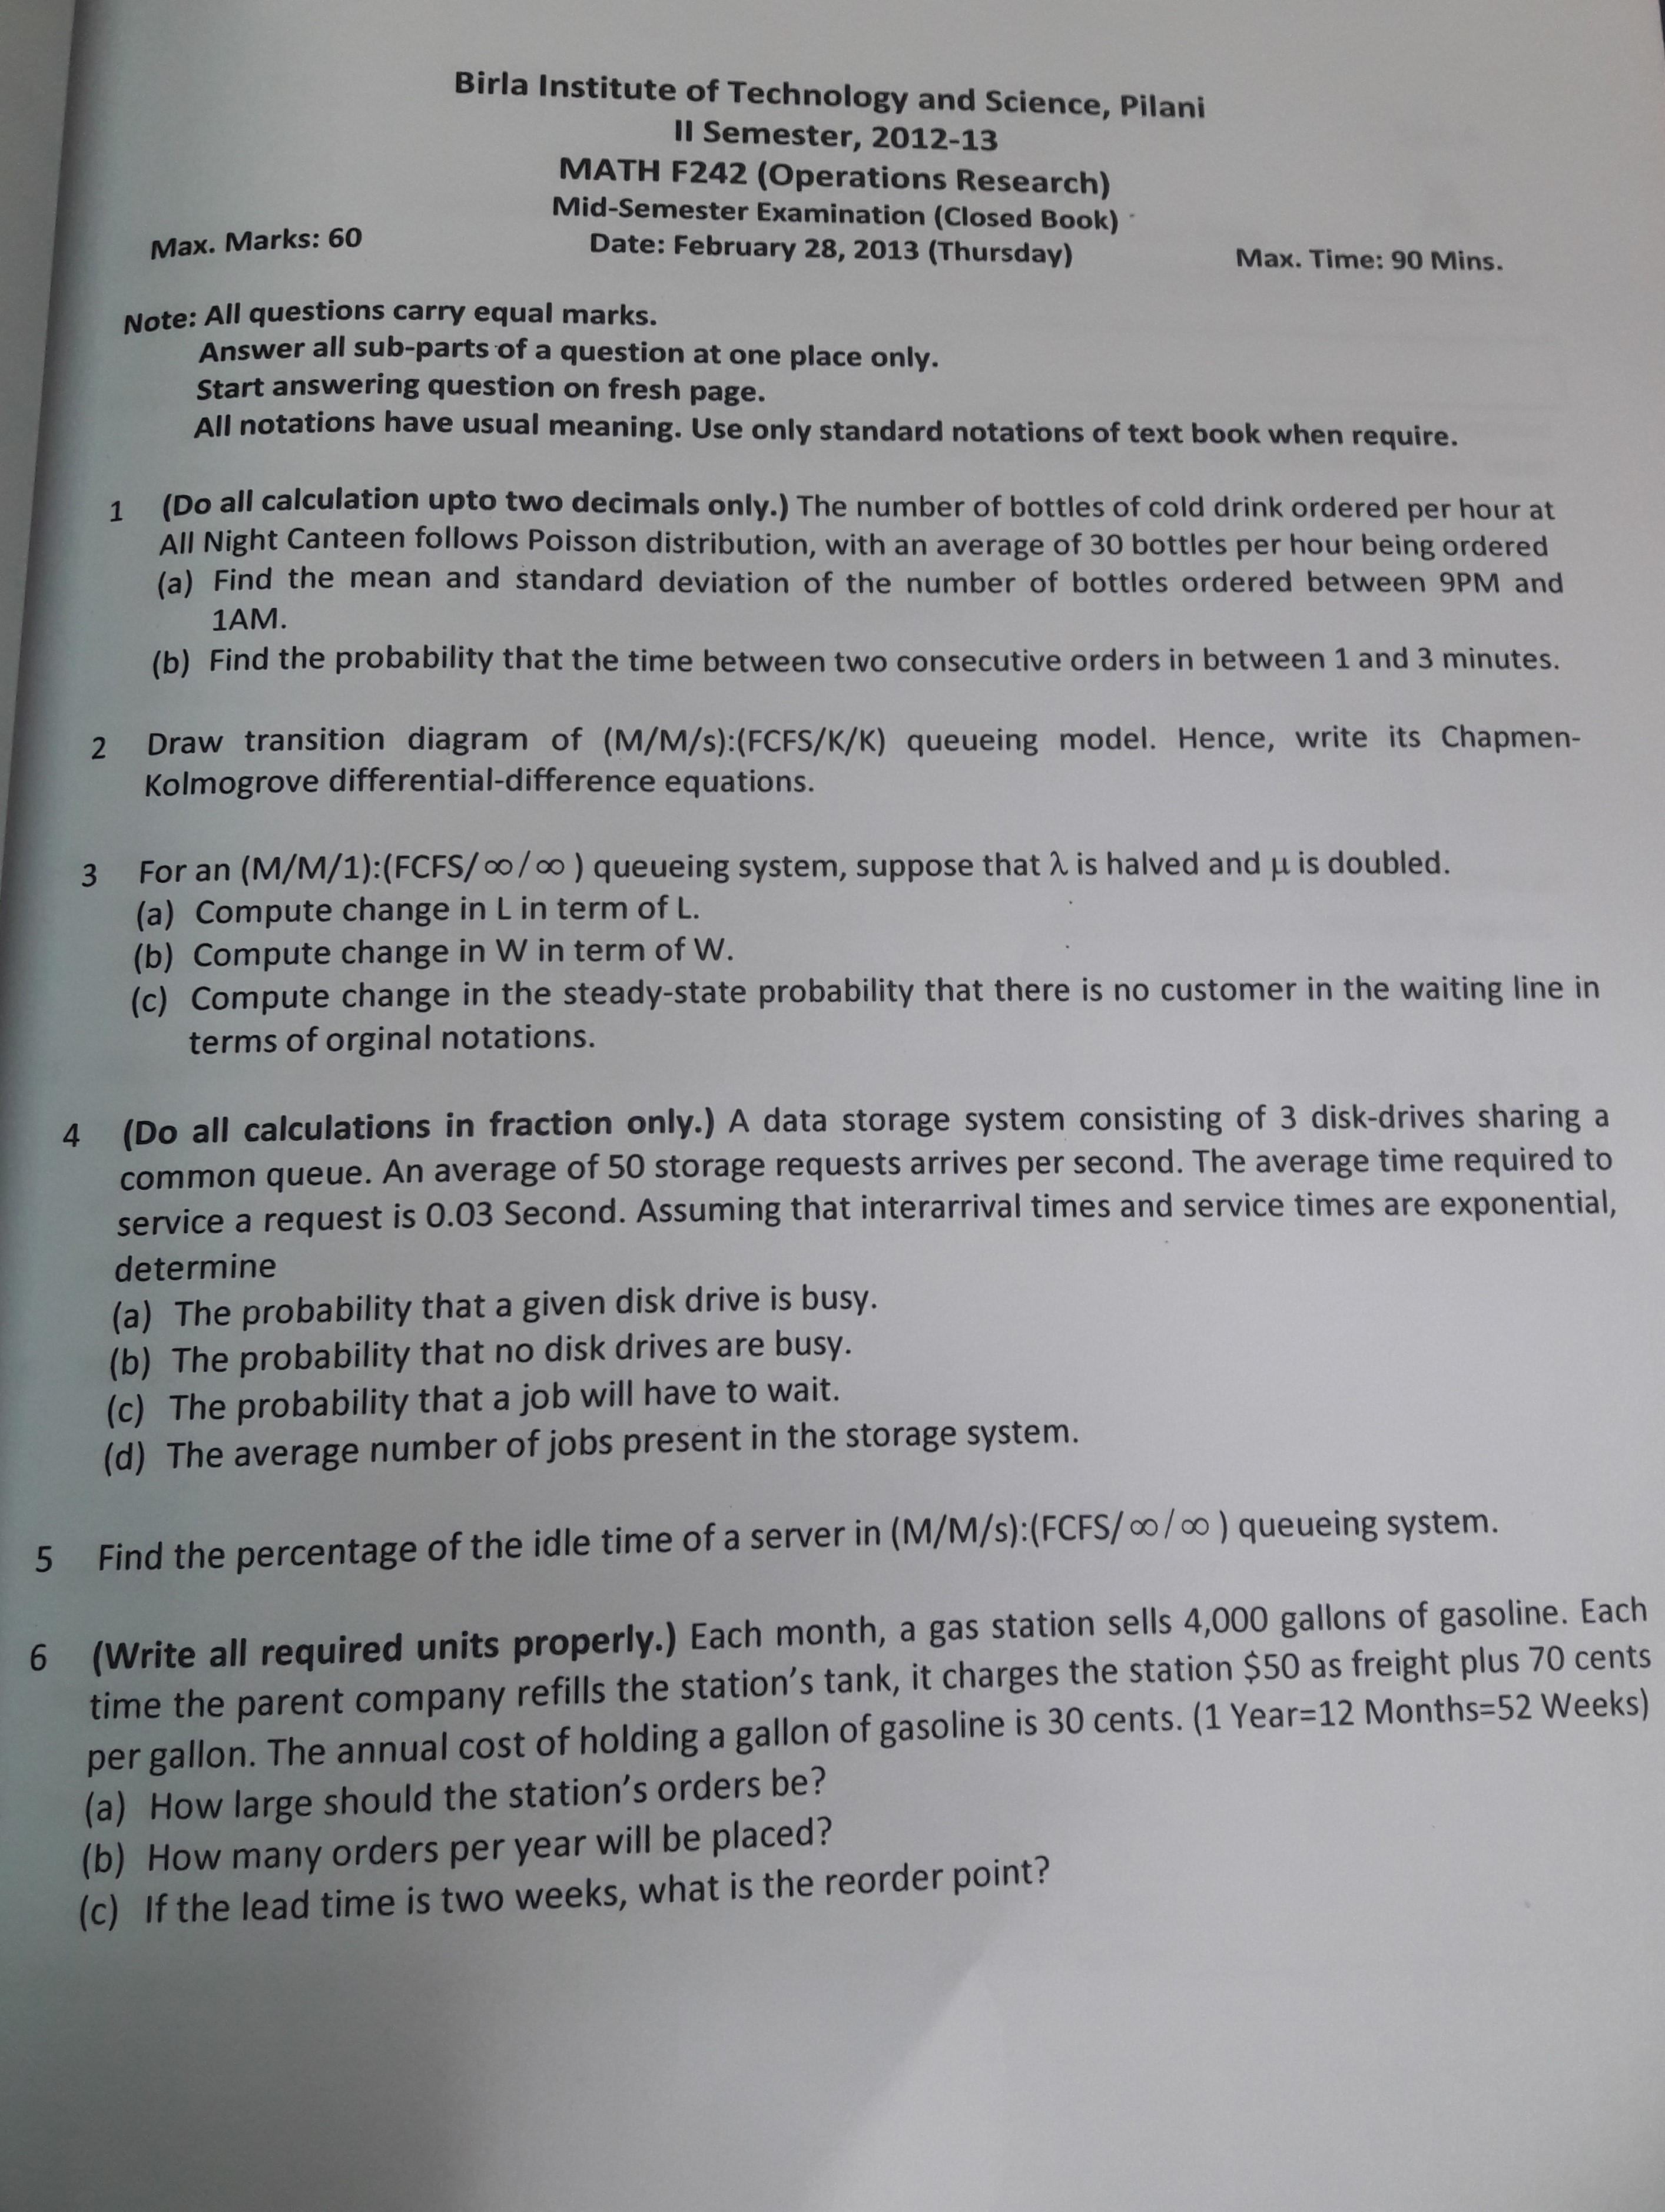 Birla Institute of Technology and Science, Pilani
II Semester, 2012-13
MATH F242 (Operations Research)
Mid-Semester Examination (Closed Book)
Max. Marks: 60 Date: February 28, 2013 (Thursday) Max. Time: 90 Mins.
Note: All questions carry equal marks.
Answer all sub-parts of a question at one place only.
Start answering question on fresh page.
All notations have usual meaning. Use only standard notations of text book when require.
1 (Do all calculation upto two decimals only.) The number of bottles of cold drink ordered per hour at
All Night Canteen follows Poisson distribution, with an average of 30 bottles per hour being ordered
(a) Find the mean and standard deviation of the number of bottles ordered between 9PM and
1AM.
(b) Find the probability that the time between two consecutive orders in between 1 and 3 minutes.
2 Draw transition diagram of (M/M/s):(FCFS/K/K) queueing model. Hence, write its Chapmen-
Kolmogrove differential-difference equations.
3 For an (M/M/1):(FCFS/∞/∞) queueing system, suppose that λ is halved and μ is doubled.
(a) Compute change in L in term of L.
(b) Compute change in W in term of W.
(c) Compute change in the steady-state probability that there is no customer in the waiting line in
terms of orginal notations.
4 (Do all calculations in fraction only.) A data storage system consisting of 3 disk-drives sharing a
common queue. An average of 50 storage requests arrives per second. The average time required to
service a request is 0.03 Second. Assuming that interarrival times and service times are exponential,
determine
(a) The probability that a given disk drive is busy.
(b) The probability that no disk drives are busy.
(c) The probability that a job will have to wait.
(d) The average number of jobs present in the storage system.
5 Find the percentage of the idle time of a server in (M/M/s):(FCFS/∞/∞) queueing system.
6 (Write all required units properly.) Each month, a gas station sells 4,000 gallons of gasoline. Each
time the parent company refills the station's tank, it charges the station $50 as freight plus 70 cents
per gallon. The annual cost of holding a gallon of gasoline is 30 cents. (1 Year=12 Months=52 Weeks)
(a) How large should the station's orders be?
(b) How many orders per year will be placed?
(c) If the lead time is two weeks, what is the reorder point?